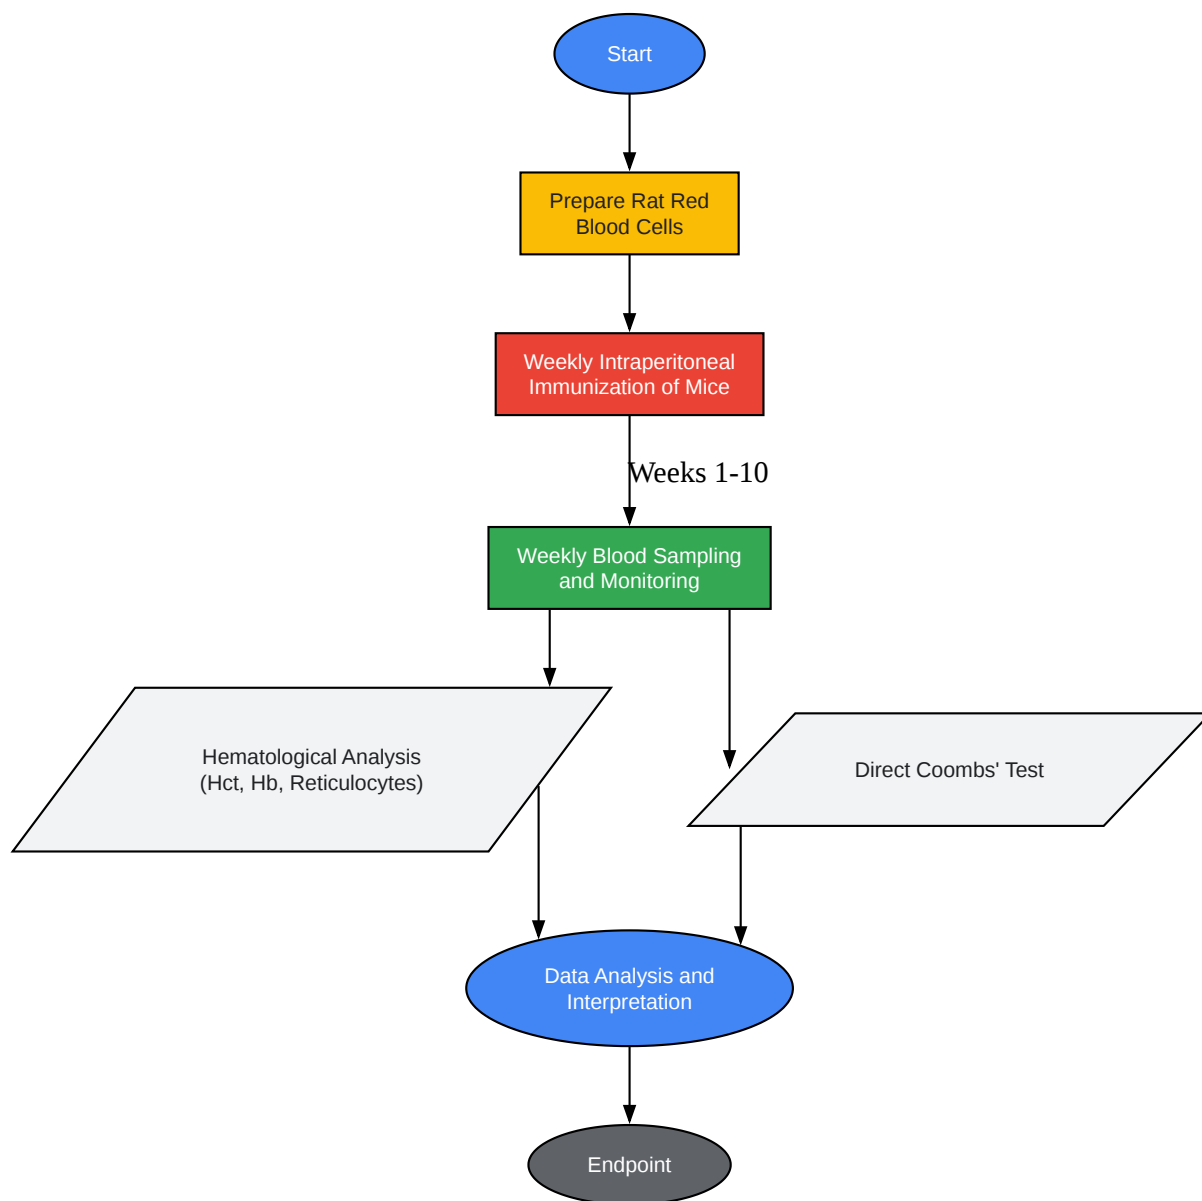 Start
Prepare Rat Red
Blood Cells
Weekly Intraperitoneal
Immunization of Mice
Weeks 1-10
Weekly Blood Sampling
and Monitoring
Hematological Analysis
(Hct, Hb, Reticulocytes)
Direct Coombs' Test
Data Analysis and
Interpretation
Endpoint